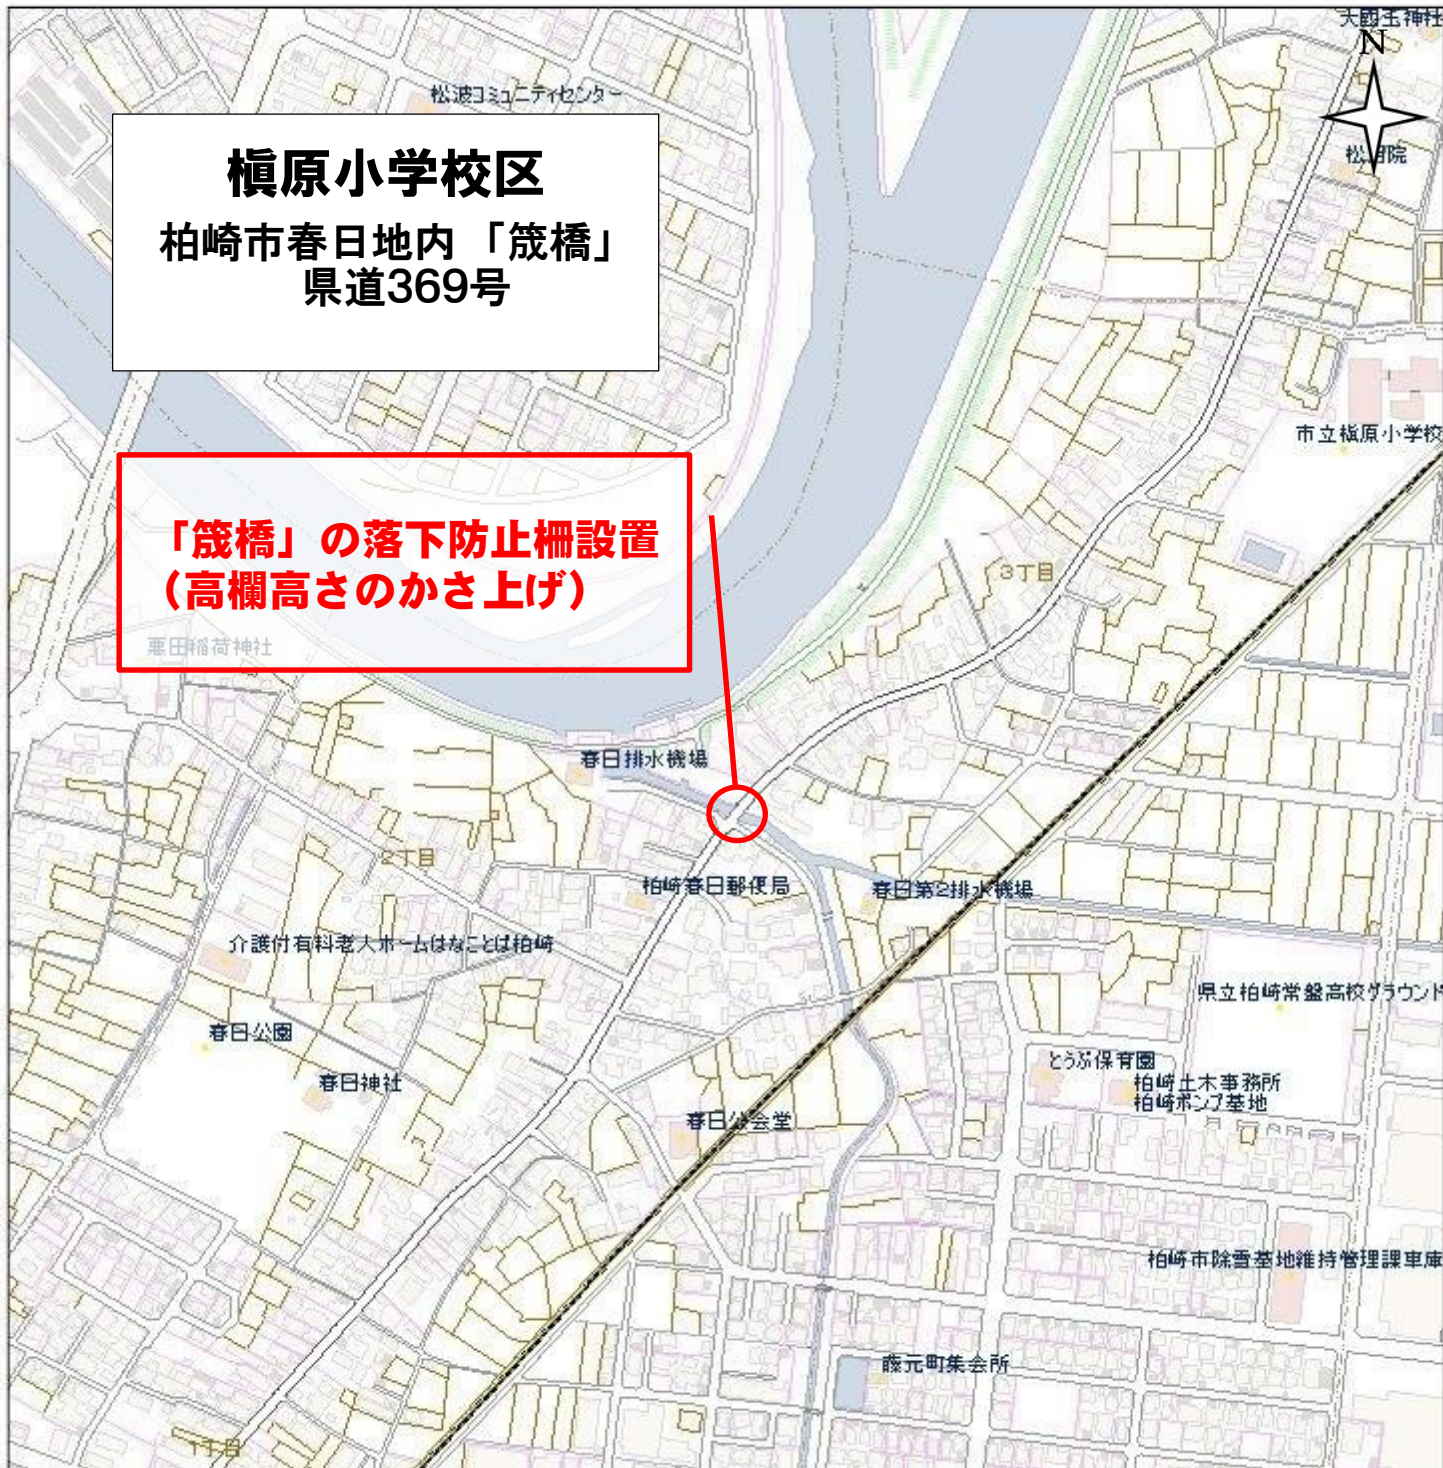 大國玉神社
N
松波コミュニティセンター
槇原小学校区
柏崎市春日地内「筬橋」
県道369号
市立槇原小学校
「筬橋」の落下防止柵設置
（高欄高さのかさ上げ）
3丁目
悪田稲荷神社
春日排水機場
2丁目
柏崎春日郵便局
春日第2排水機場
介護付有料老人ホームはなことば柏崎
県立柏崎常盤高校グラウンド
春日公園
とうぶ保育園
春日神社
柏崎土木事務所
柏崎ポンプ基地
春日公会堂
柏崎市除雪基地維持管理課車庫
藤元町集会所
1丁目